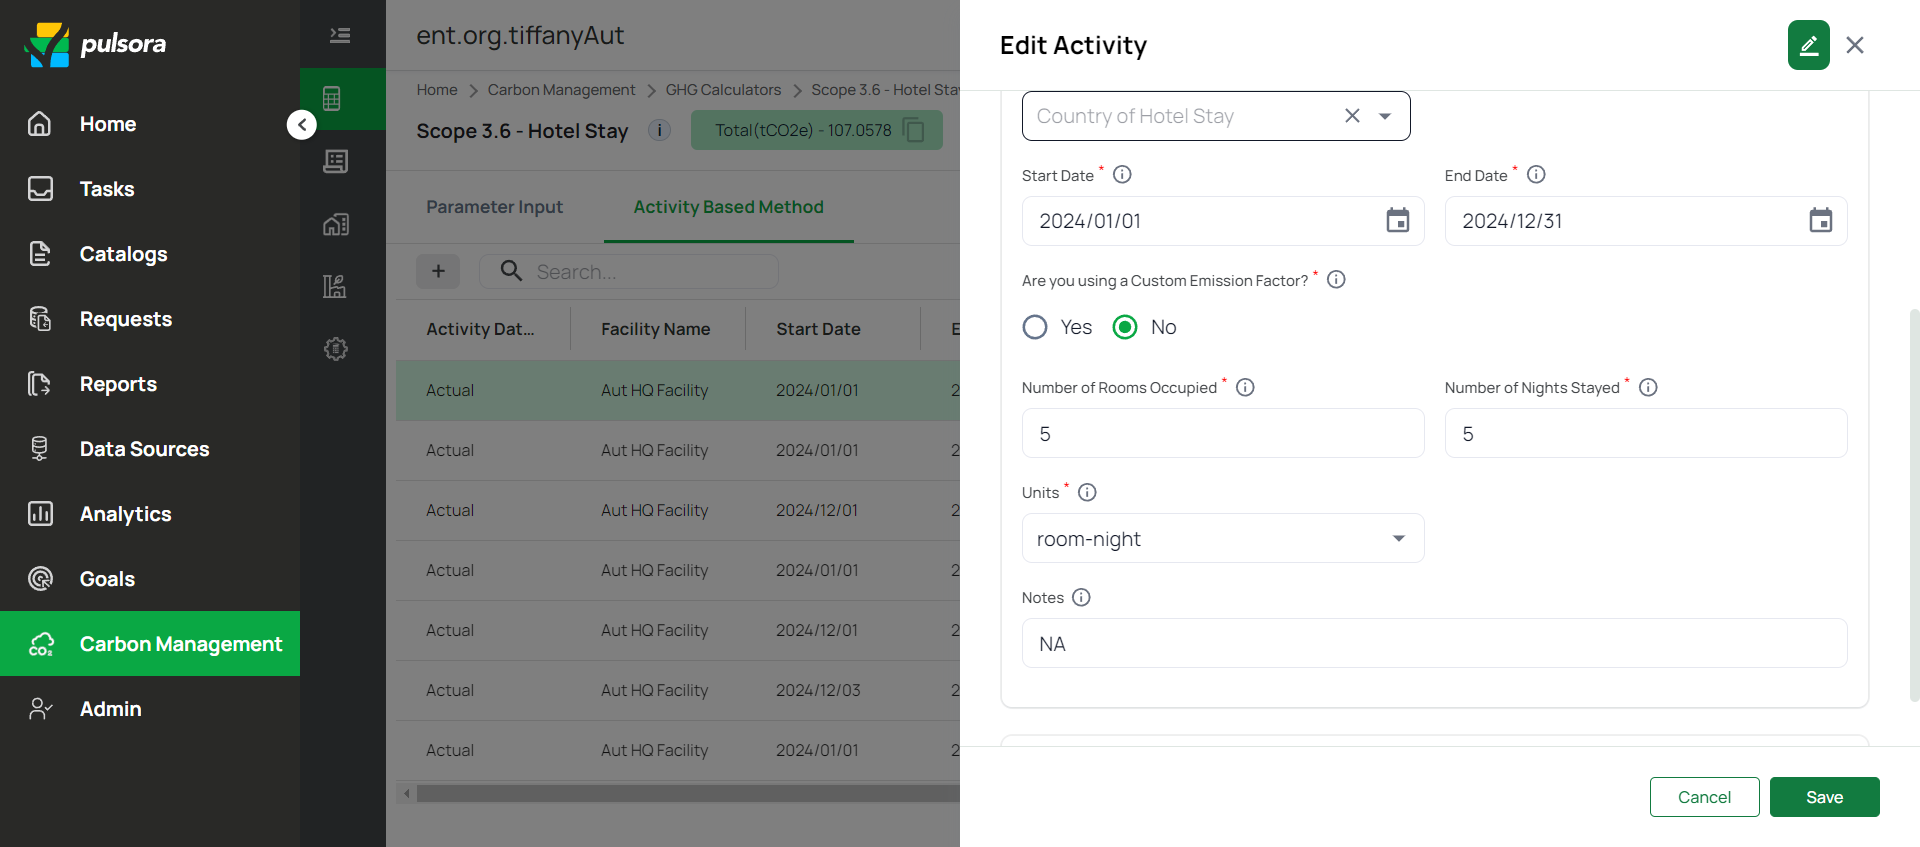 pulsora
Home
Tasks
Catalogs
Requests
Reports
Data Sources
Analytics
Goals
Carbon Management
Admin
ent.org.tiffanyAut
Home > Carbon Management > GHG Calculators > Scope 3.6 - Hotel Stay
Scope 3.6 - Hotel Stay
Total(tCO2e) - 107.0578
Parameter Input
Activity Based Method
Search...
Activity Dat... Facility Name Start Date E
Actual Aut HQ Facility 2024/01/01 2
Actual Aut HQ Facility 2024/01/01 2
Actual Aut HQ Facility 2024/12/01 2
Actual Aut HQ Facility 2024/01/01 2
Actual Aut HQ Facility 2024/12/01 2
Actual Aut HQ Facility 2024/12/03 2
Actual Aut HQ Facility 2024/01/01 2
Edit Activity
Country of Hotel Stay
Start Date * End Date *
2024/01/01 2024/12/31
Are you using a Custom Emission Factor? *
Yes No
Number of Rooms Occupied * Number of Nights Stayed *
5 5
Units *
room-night
Notes
NA
Cancel Save